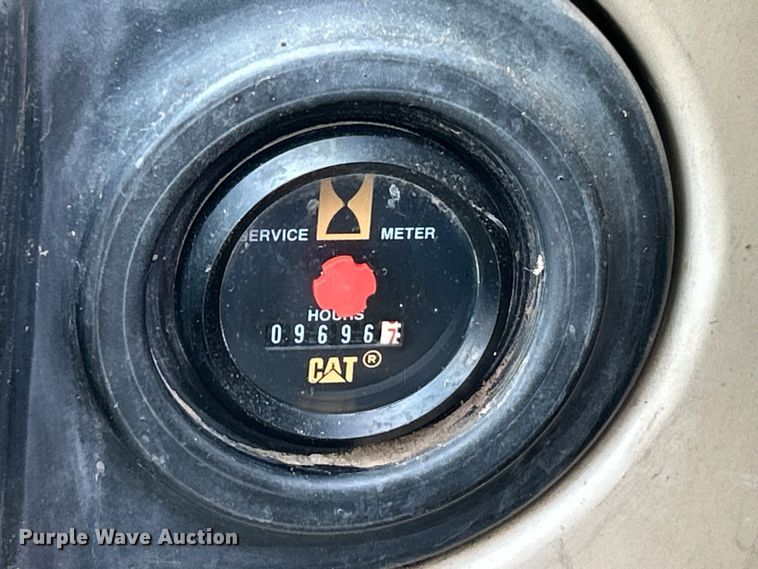 SERVICE METER
HOURS
096967
CAT®
Purple Wave Auction